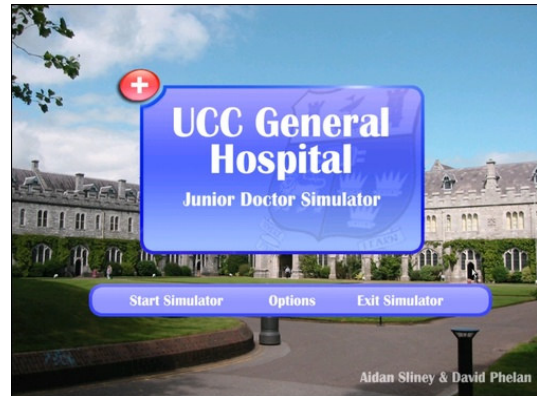 UCC General
Hospital
Junior Doctor Simulator
Start Simulator Options Exit Simulator
Aidan Sliney & David Phelan